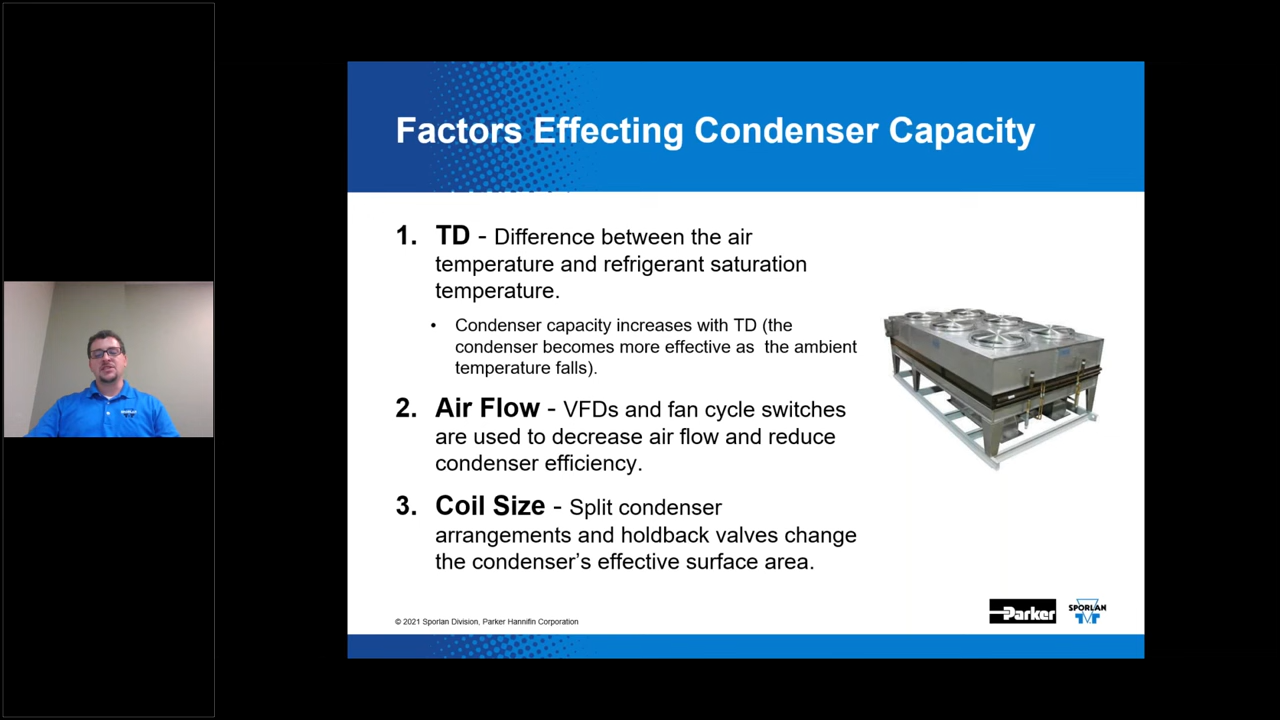 Factors Effecting Condenser Capacity
1. TD - Difference between the air
temperature and refrigerant saturation
temperature.
• Condenser capacity increases with TD (the
condenser becomes more effective as the ambient
temperature falls).
2. Air Flow - VFDs and fan cycle switches
are used to decrease air flow and reduce
condenser efficiency.
3. Coil Size - Split condenser
arrangements and holdback valves change
the condenser’s effective surface area.
© 2021 Sporlan Division, Parker Hannifin Corporation
Parker
SPORLAN
SPORLAN